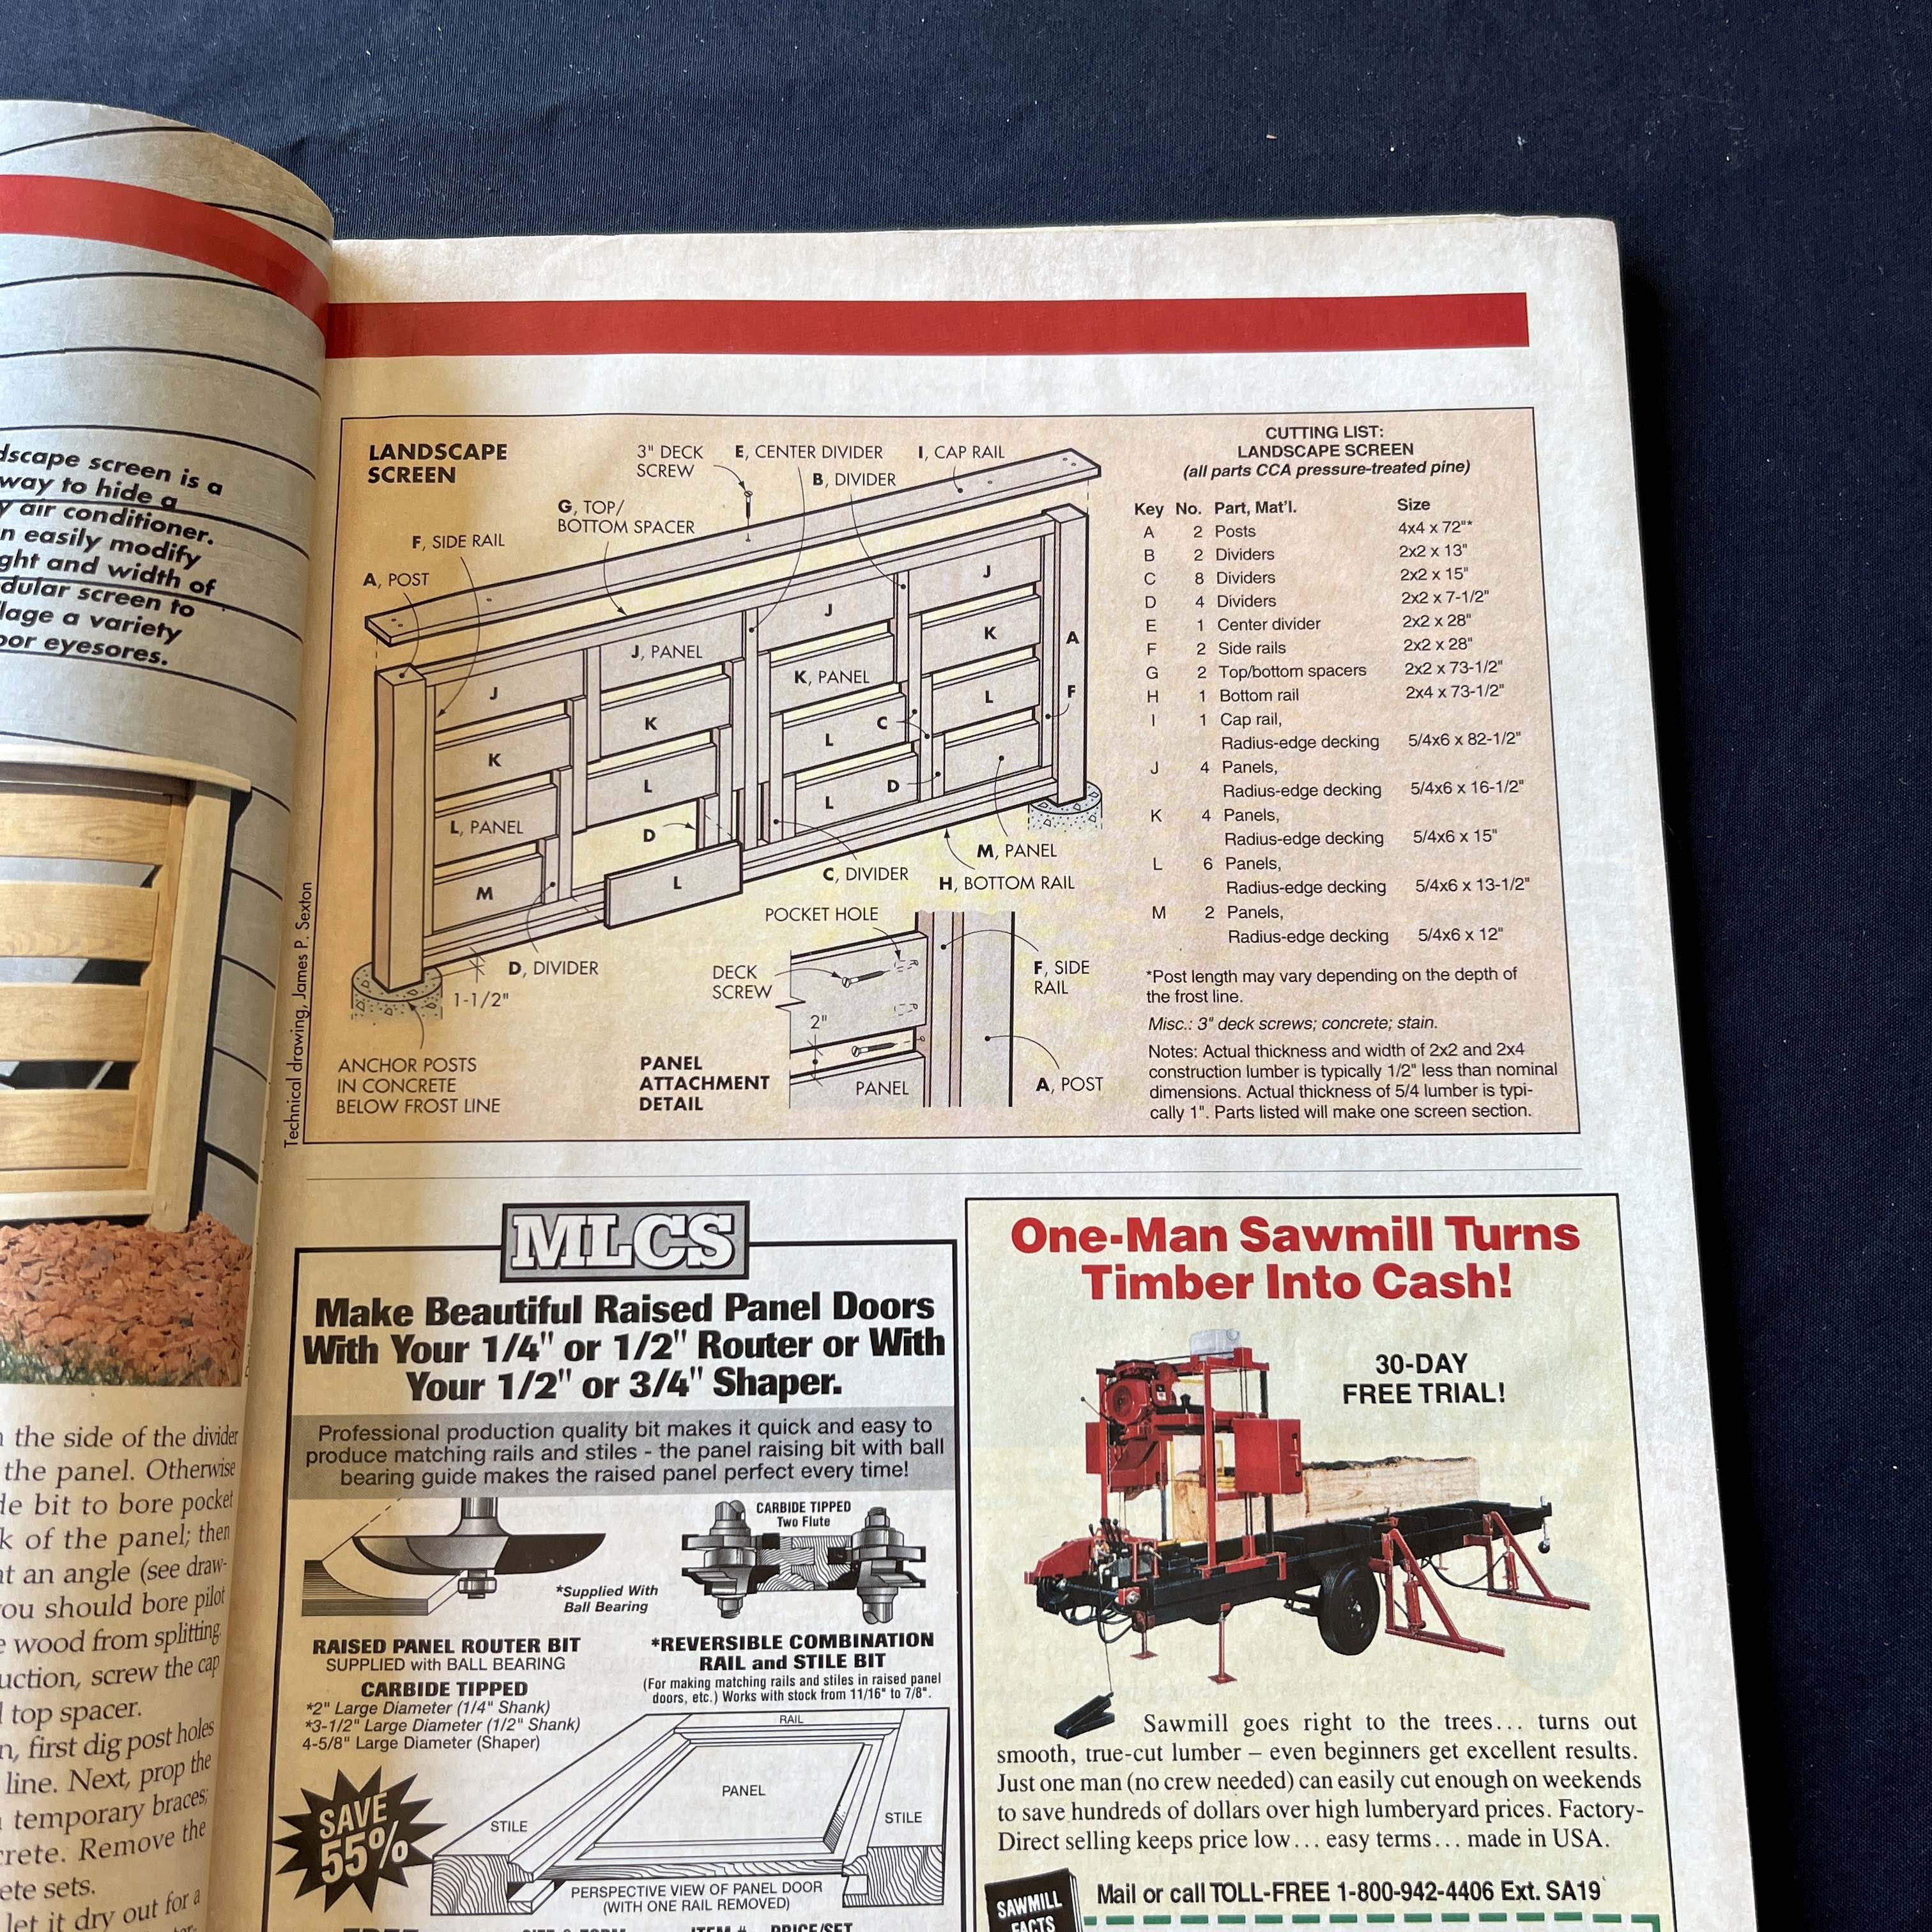 dscape screen is a
way to hide a
y air conditioner.
n easily modify
ght and width of
dular screen to
lage a variety
oor eyesores.
n the side of the divider
the panel. Otherwise
de bit to bore pocket
k of the panel; then
at an angle (see draw-
you should bore pilot
e wood from splitting.
uction, screw the cap
d top spacer.
n, first dig post holes
line. Next, prop the
temporary braces;
crete. Remove the
ete sets.
let it dry out for a
Technical drawing, James P. Sexton
LANDSCAPE
SCREEN
3" DECK
SCREW
E, CENTER DIVIDER
I, CAP RAIL
B, DIVIDER
G, TOP/
BOTTOM SPACER
F, SIDE RAIL
A, POST
J
J
K
A
J, PANEL
K, PANEL
J
L
F
K
C
L
K
L
D
L
L, PANEL
D
M, PANEL
M
L
C, DIVIDER
H, BOTTOM RAIL
POCKET HOLE
D, DIVIDER
DECK
SCREW
F, SIDE
RAIL
1-1/2"
2"
ANCHOR POSTS
IN CONCRETE
BELOW FROST LINE
PANEL
ATTACHMENT
DETAIL
PANEL
A, POST
CUTTING LIST:
LANDSCAPE SCREEN
(all parts CCA pressure-treated pine)
Key No. Part, Mat'l. Size
A 2 Posts 4x4 x 72"*
B 2 Dividers 2x2 x 13"
C 8 Dividers 2x2 x 15"
D 4 Dividers 2x2 x 7-1/2"
E 1 Center divider 2x2 x 28"
F 2 Side rails 2x2 x 28"
G 2 Top/bottom spacers 2x2 x 73-1/2"
H 1 Bottom rail 2x4 x 73-1/2"
I 1 Cap rail,
Radius-edge decking 5/4x6 x 82-1/2"
J 4 Panels,
Radius-edge decking 5/4x6 x 16-1/2"
K 4 Panels,
Radius-edge decking 5/4x6 x 15"
L 6 Panels,
Radius-edge decking 5/4x6 x 13-1/2"
M 2 Panels,
Radius-edge decking 5/4x6 x 12"
*Post length may vary depending on the depth of
the frost line.
Misc.: 3" deck screws; concrete; stain.
Notes: Actual thickness and width of 2x2 and 2x4
construction lumber is typically 1/2" less than nominal
dimensions. Actual thickness of 5/4 lumber is typi-
cally 1". Parts listed will make one screen section.
MLCS
Make Beautiful Raised Panel Doors
With Your 1/4" or 1/2" Router or With
Your 1/2" or 3/4" Shaper.
Professional production quality bit makes it quick and easy to
produce matching rails and stiles - the panel raising bit with ball
bearing guide makes the raised panel perfect every time!
CARBIDE TIPPED
Two Flute
*Supplied With
Ball Bearing
RAISED PANEL ROUTER BIT
SUPPLIED with BALL BEARING
CARBIDE TIPPED
*2" Large Diameter (1/4" Shank)
*3-1/2" Large Diameter (1/2" Shank)
4-5/8" Large Diameter (Shaper)
*REVERSIBLE COMBINATION
RAIL and STILE BIT
(For making matching rails and stiles in raised panel
doors, etc.) Works with stock from 11/16" to 7/8".
RAIL
PANEL
STILE
STILE
SAVE
55%
PERSPECTIVE VIEW OF PANEL DOOR
(WITH ONE RAIL REMOVED)
ITEM # PRICE/SET
One-Man Sawmill Turns
Timber Into Cash!
30-DAY
FREE TRIAL!
Sawmill goes right to the trees... turns out
smooth, true-cut lumber – even beginners get excellent results.
Just one man (no crew needed) can easily cut enough on weekends
to save hundreds of dollars over high lumberyard prices. Factory-
Direct selling keeps price low... easy terms... made in USA.
SAWMILL
FACTS
Mail or call TOLL-FREE 1-800-942-4406 Ext. SA19